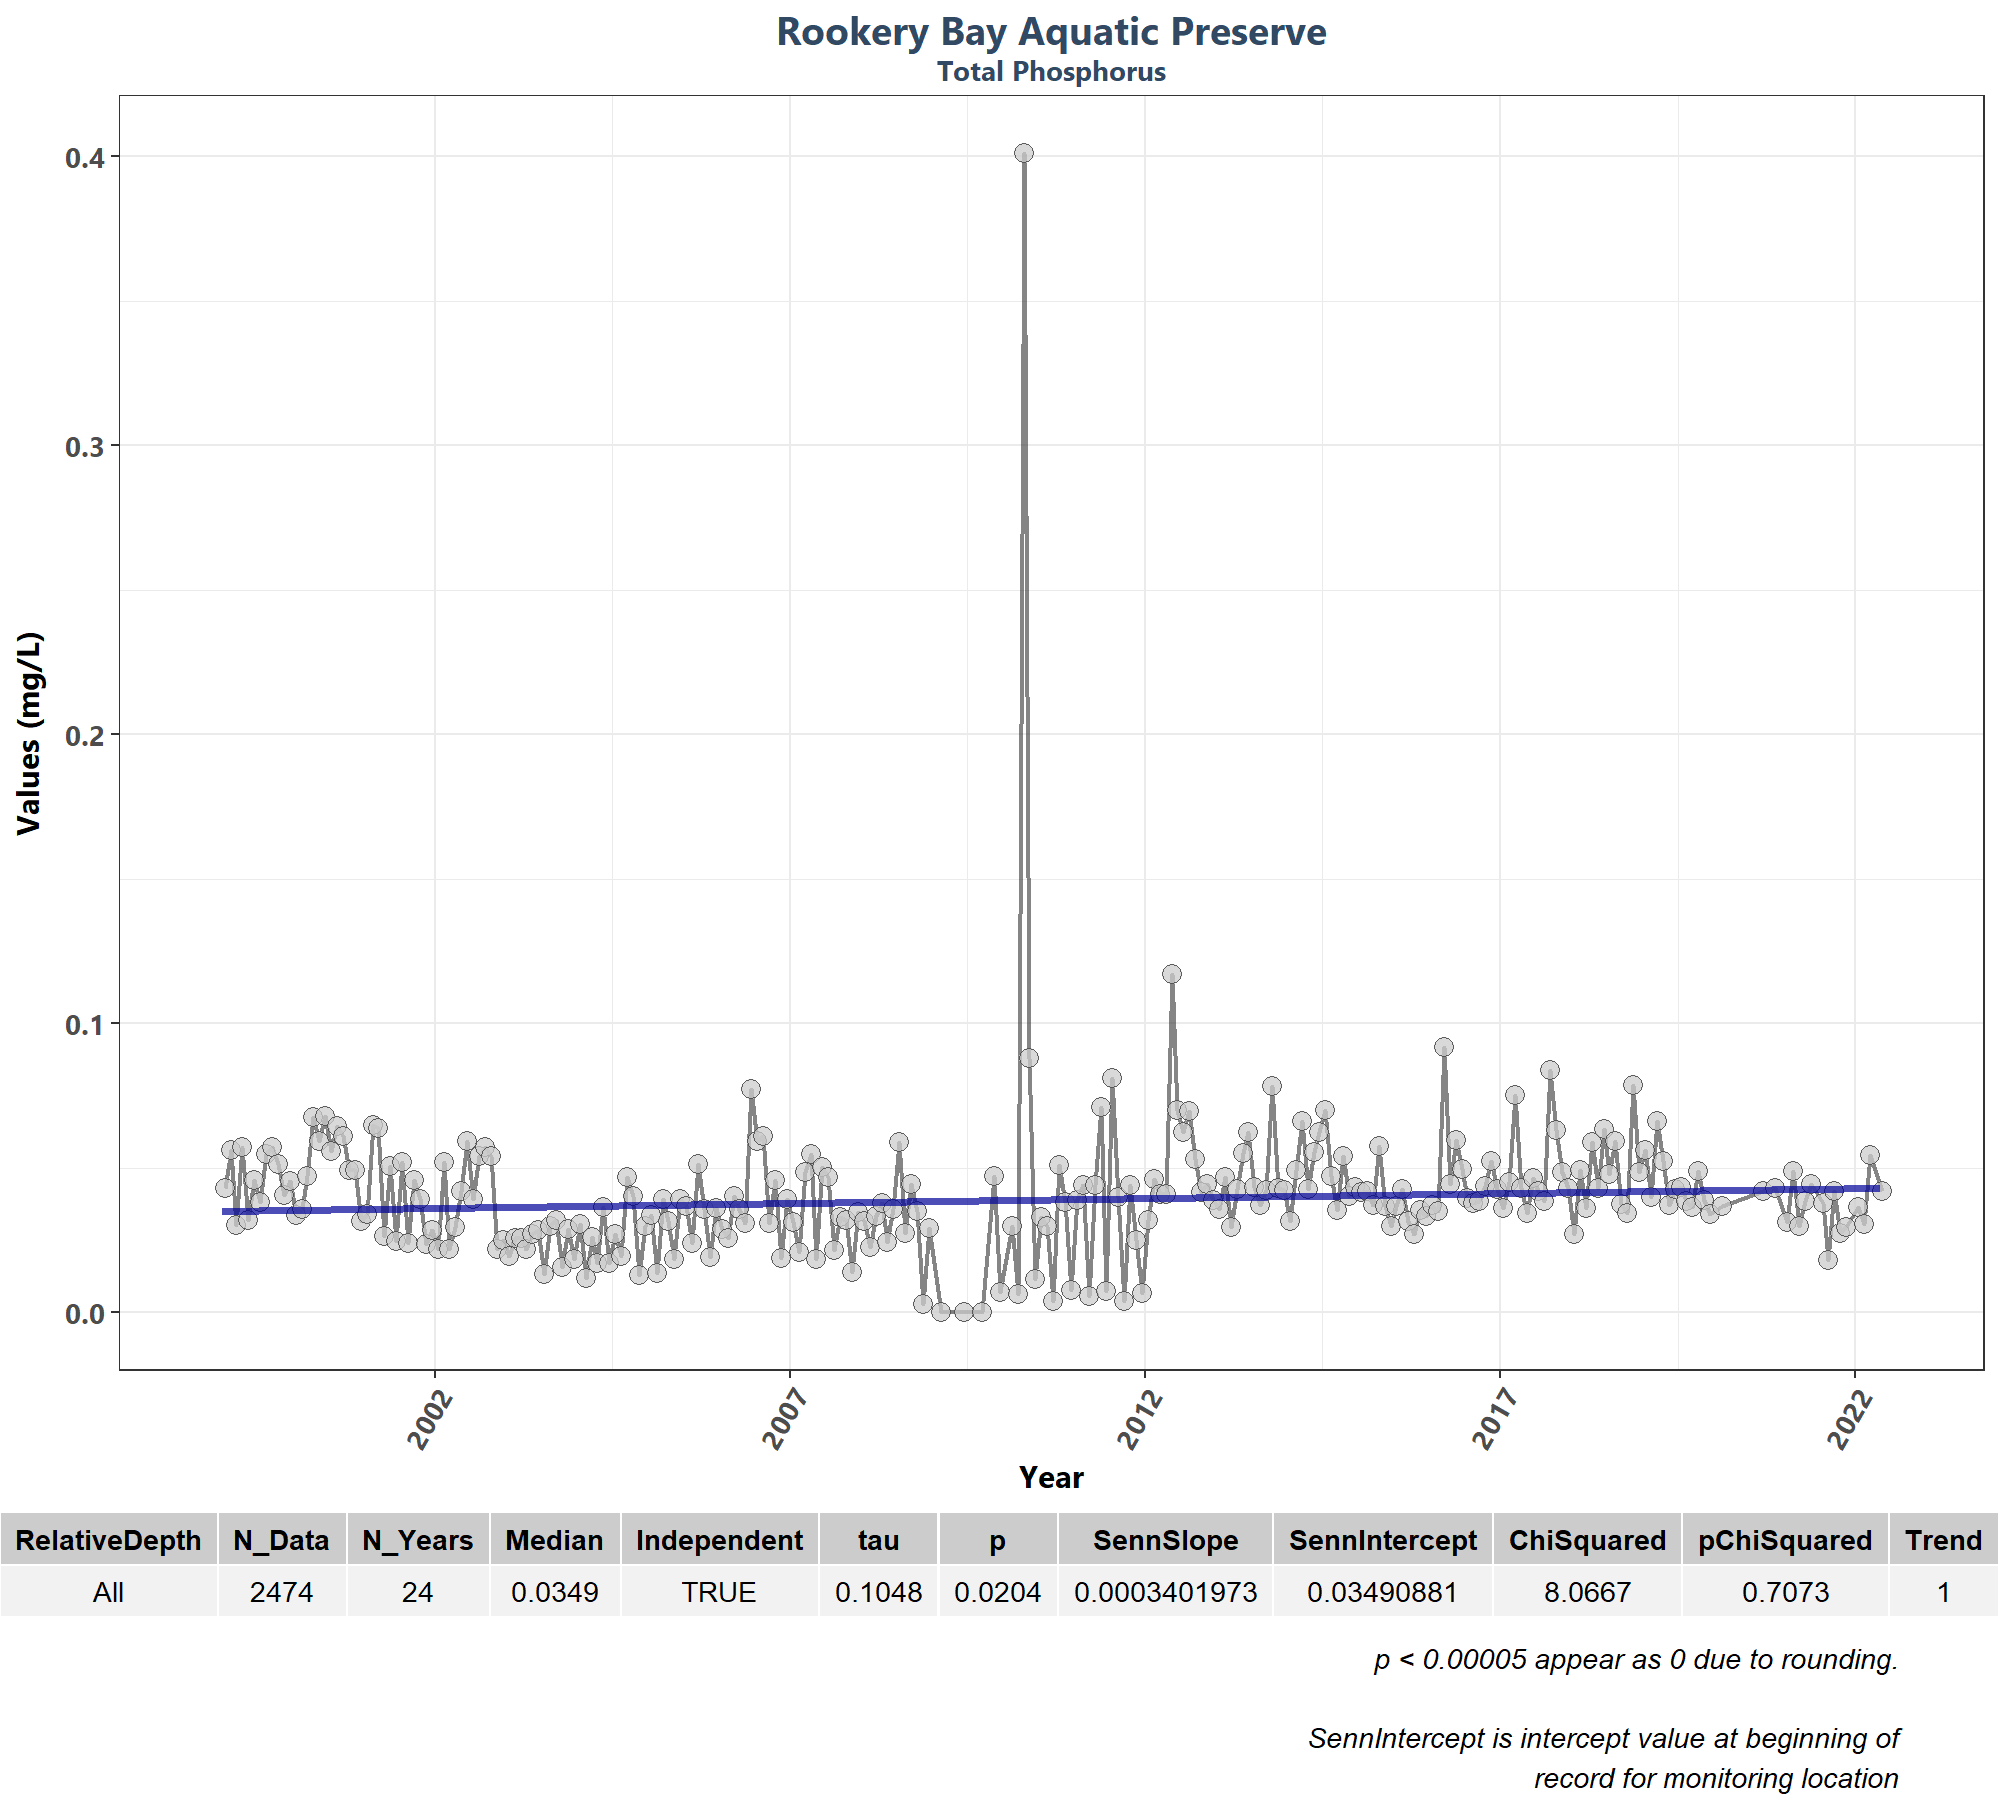 Rookery Bay Aquatic Preserve
Total Phosphorus
Values (mg/L)
0.4
0.3
0.2
0.1
0.0
2002 2007 2012 2017 2022
Year
RelativeDepth N_Data N_Years Median Independent tau p SennSlope SennIntercept ChiSquared pChiSquared Trend
All 2474 24 0.0349 TRUE 0.1048 0.0204 0.0003401973 0.03490881 8.0667 0.7073 1
p < 0.00005 appear as 0 due to rounding.
SennIntercept is intercept value at beginning of
record for monitoring location